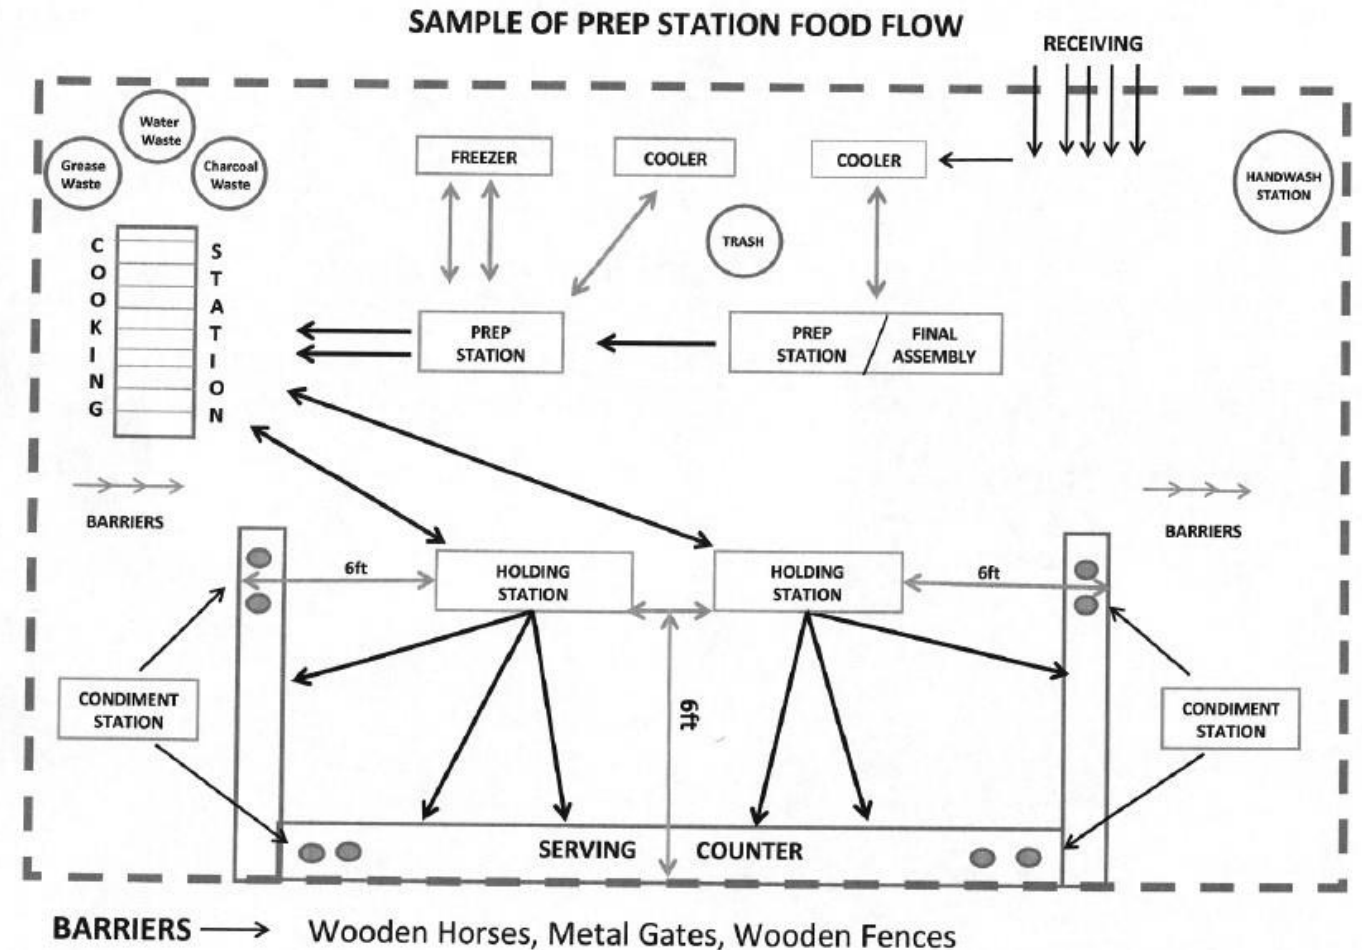 SAMPLE OF PREP STATION FOOD FLOW
RECEIVING
Water
Waste
Grease
Waste
Charcoal
Waste
FREEZER
COOLER
COOLER
HANDWASH
STATION
TRASH
COOKING
STATION
PREP
STATION
PREP
STATION
/
FINAL
ASSEMBLY
BARRIERS
BARRIERS
6ft
HOLDING
STATION
HOLDING
STATION
6ft
CONDIMENT
STATION
6ft
CONDIMENT
STATION
SERVING COUNTER
BARRIERS → Wooden Horses, Metal Gates, Wooden Fences